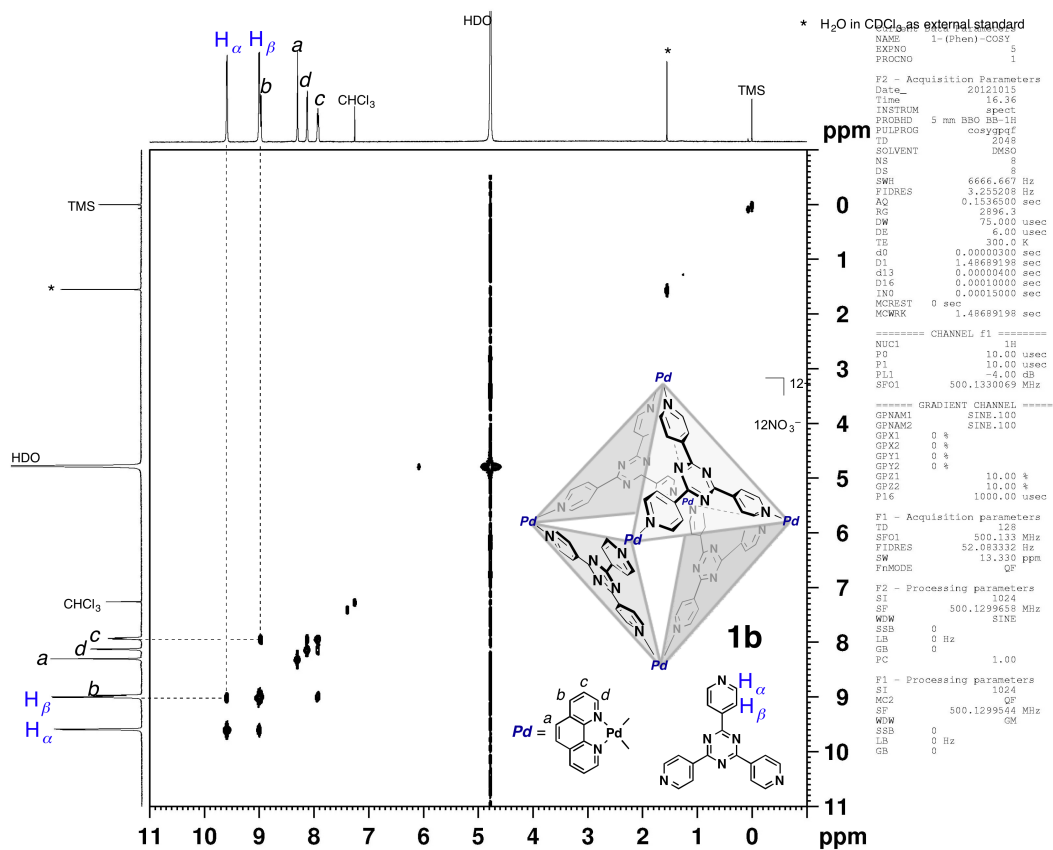 HDO
* H2O in CDCl3 as external standard
Hα
Hβ
a
b
d
c
CHCl3
*
TMS
ppm
TMS
*
HDO
CHCl3
c
d
a
b
Hβ
Hα
0
1
2
3
4
5
6
7
8
9
10
11
11 10 9 8 7 6 5 4 3 2 1 0 ppm
Pd
12+
12NO3−
N N N N N N
Pd Pd Pd Pd
Pd
1b
Pd =
a b c d
N N Pd
Hα
Hβ
N N N N N N
Current Data Parameters
NAME 1-(Phen)-COSY
EXPNO 5
PROCNO 1
F2 - Acquisition Parameters
Date_ 20121015
Time 16.36
INSTRUM spect
PROBHD 5 mm BBO BB-1H
PULPROG cosygpqf
TD 2048
SOLVENT DMSO
NS 8
DS 8
SWH 6666.667 Hz
FIDRES 3.255208 Hz
AQ 0.1536500 sec
RG 2896.3
DW 75.000 usec
DE 6.00 usec
TE 300.0 K
d0 0.00000300 sec
D1 1.48689198 sec
d13 0.00000400 sec
D16 0.00010000 sec
IN0 0.00015000 sec
MCREST 0 sec
MCWRK 1.48689198 sec
======== CHANNEL f1 ========
NUC1 1H
P0 10.00 usec
P1 10.00 usec
PL1 -4.00 dB
SFO1 500.1330069 MHz
====== GRADIENT CHANNEL =====
GPNAM1 SINE.100
GPNAM2 SINE.100
GPX1 0 %
GPX2 0 %
GPY1 0 %
GPY2 0 %
GPZ1 10.00 %
GPZ2 10.00 %
P16 1000.00 usec
F1 - Acquisition parameters
TD 128
SFO1 500.133 MHz
FIDRES 52.083332 Hz
SW 13.330 ppm
FnMODE QF
F2 - Processing parameters
SI 1024
SF 500.1299658 MHz
WDW SINE
SSB 0
LB 0 Hz
GB 0
PC 1.00
F1 - Processing parameters
SI 1024
MC2 QF
SF 500.1299544 MHz
WDW GM
SSB 0
LB 0 Hz
GB 0